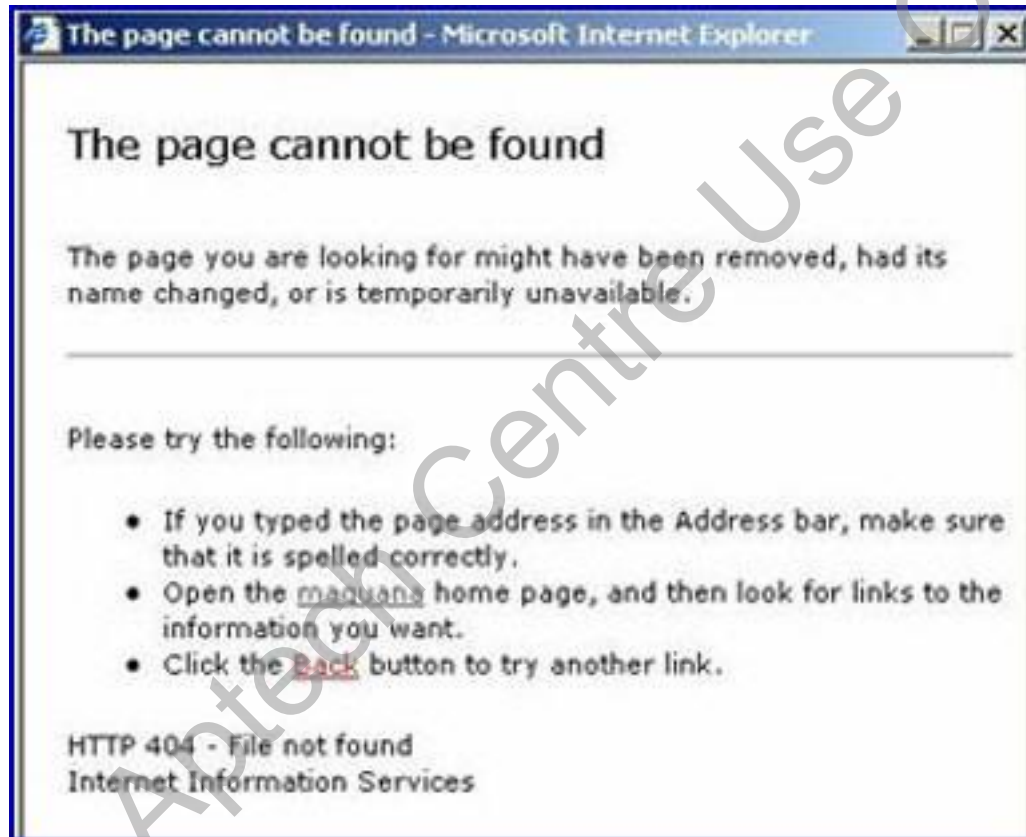 The page cannot be found - Microsoft Internet Explorer
The page cannot be found
The page you are looking for might have been removed, had its
name changed, or is temporarily unavailable.
Please try the following:
• If you typed the page address in the Address bar, make sure
that it is spelled correctly.
• Open the maquana home page, and then look for links to the
information you want.
• Click the Back button to try another link.
HTTP 404 - File not found
Internet Information Services
Aptech Centre Use